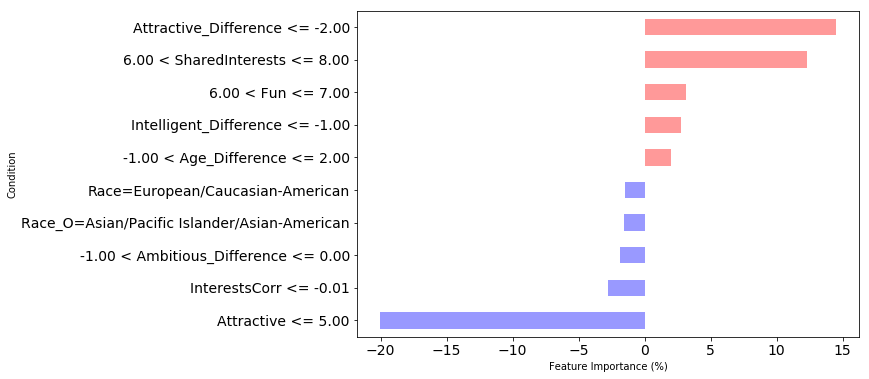 Attractive_Difference <= -2.00
6.00 < SharedInterests <= 8.00
6.00 < Fun <= 7.00
Intelligent_Difference <= -1.00
-1.00 < Age_Difference <= 2.00
Race=European/Caucasian-American
Race_O=Asian/Pacific Islander/Asian-American
-1.00 < Ambitious_Difference <= 0.00
InterestsCorr <= -0.01
Attractive <= 5.00
Condition
−20 −15 −10 −5 0 5 10 15
Feature Importance (%)